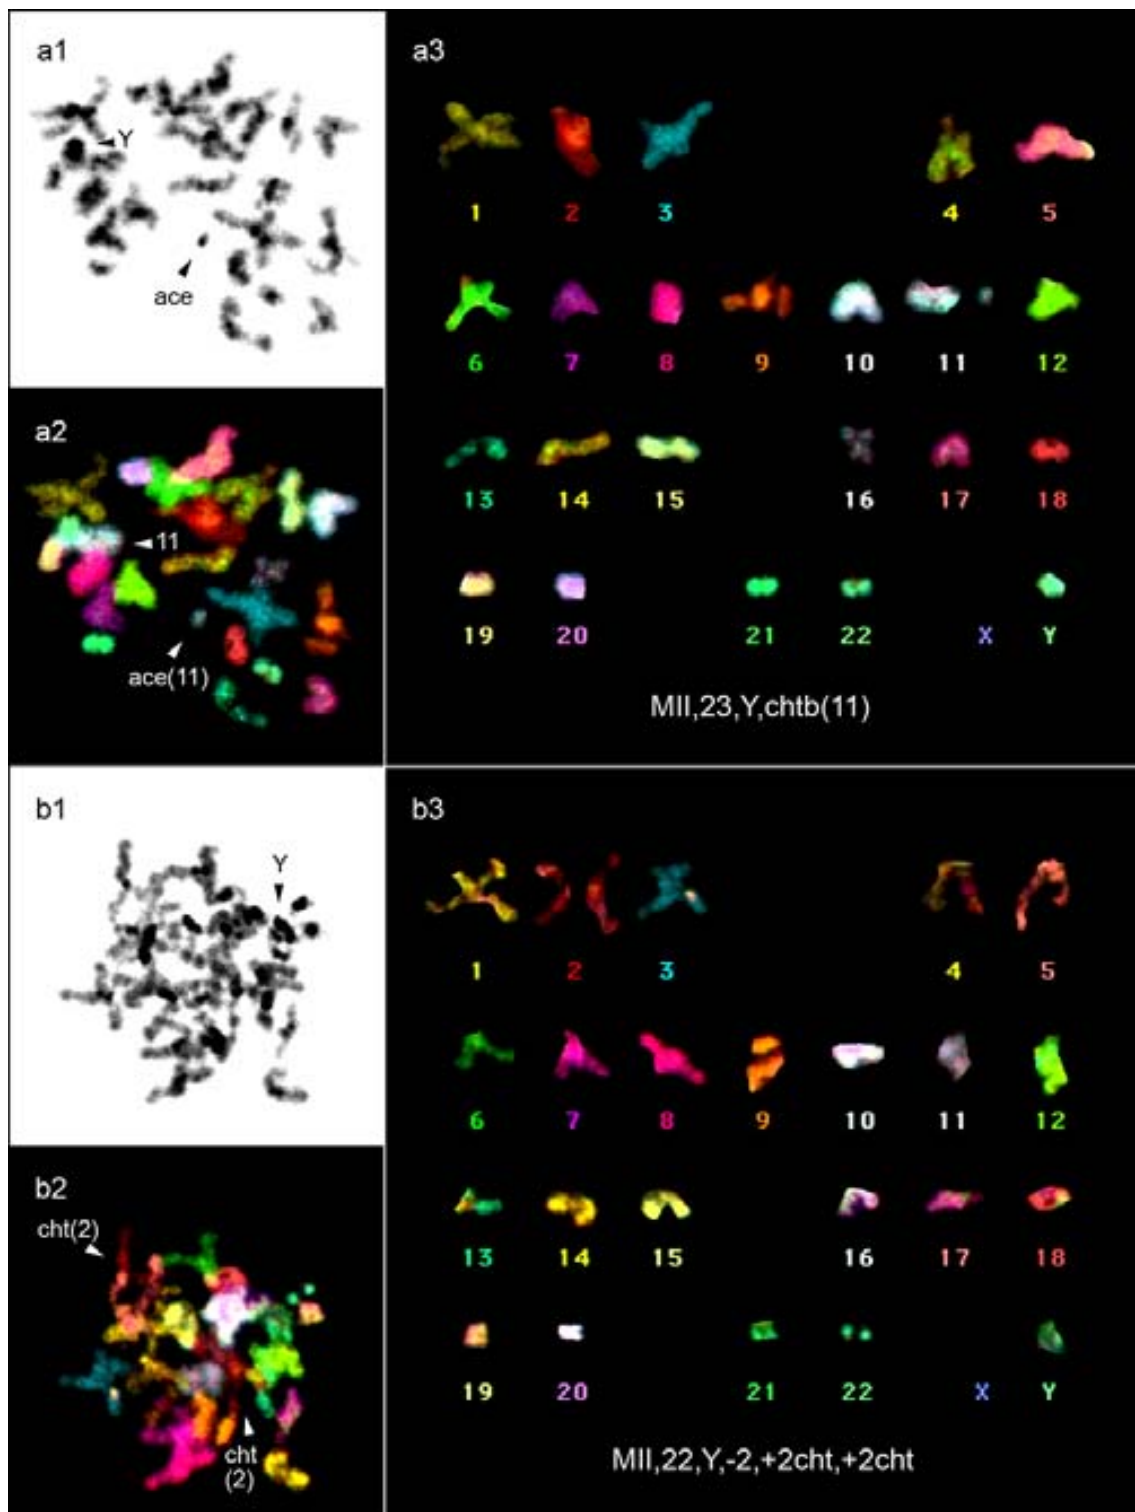 a1
Y
ace
a2
11
ace(11)
a3
1 2 3 4 5
6 7 8 9 10 11 12
13 14 15 16 17 18
19 20 21 22 X Y
MII,23,Y,chtb(11)
b1
Y
b2
cht(2)
cht
(2)
b3
1 2 3 4 5
6 7 8 9 10 11 12
13 14 15 16 17 18
19 20 21 22 X Y
MII,22,Y,-2,+2cht,+2cht